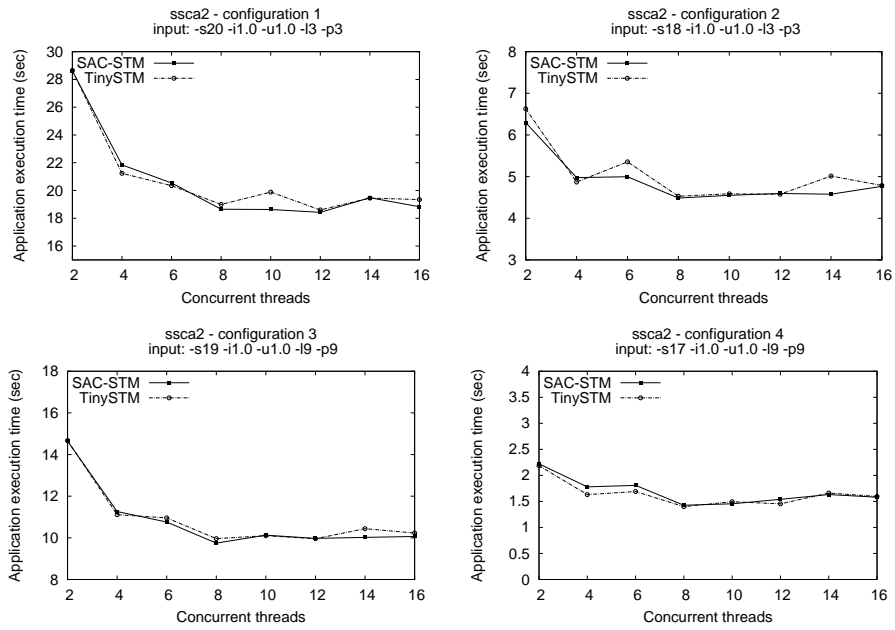 ssca2 - configuration 1
input: -s20 -i1.0 -u1.0 -l3 -p3
Application execution time (sec)
30
28
26
24
22
20
18
16
SAC-STM
TinySTM
2 4 6 8 10 12 14 16
Concurrent threads
ssca2 - configuration 2
input: -s18 -i1.0 -u1.0 -l3 -p3
Application execution time (sec)
8
7
6
5
4
3
SAC-STM
TinySTM
2 4 6 8 10 12 14 16
Concurrent threads
ssca2 - configuration 3
input: -s19 -i1.0 -u1.0 -l9 -p9
Application execution time (sec)
18
16
14
12
10
8
SAC-STM
TinySTM
2 4 6 8 10 12 14 16
Concurrent threads
ssca2 - configuration 4
input: -s17 -i1.0 -u1.0 -l9 -p9
Application execution time (sec)
4
3.5
3
2.5
2
1.5
1
0.5
0
SAC-STM
TinySTM
2 4 6 8 10 12 14 16
Concurrent threads